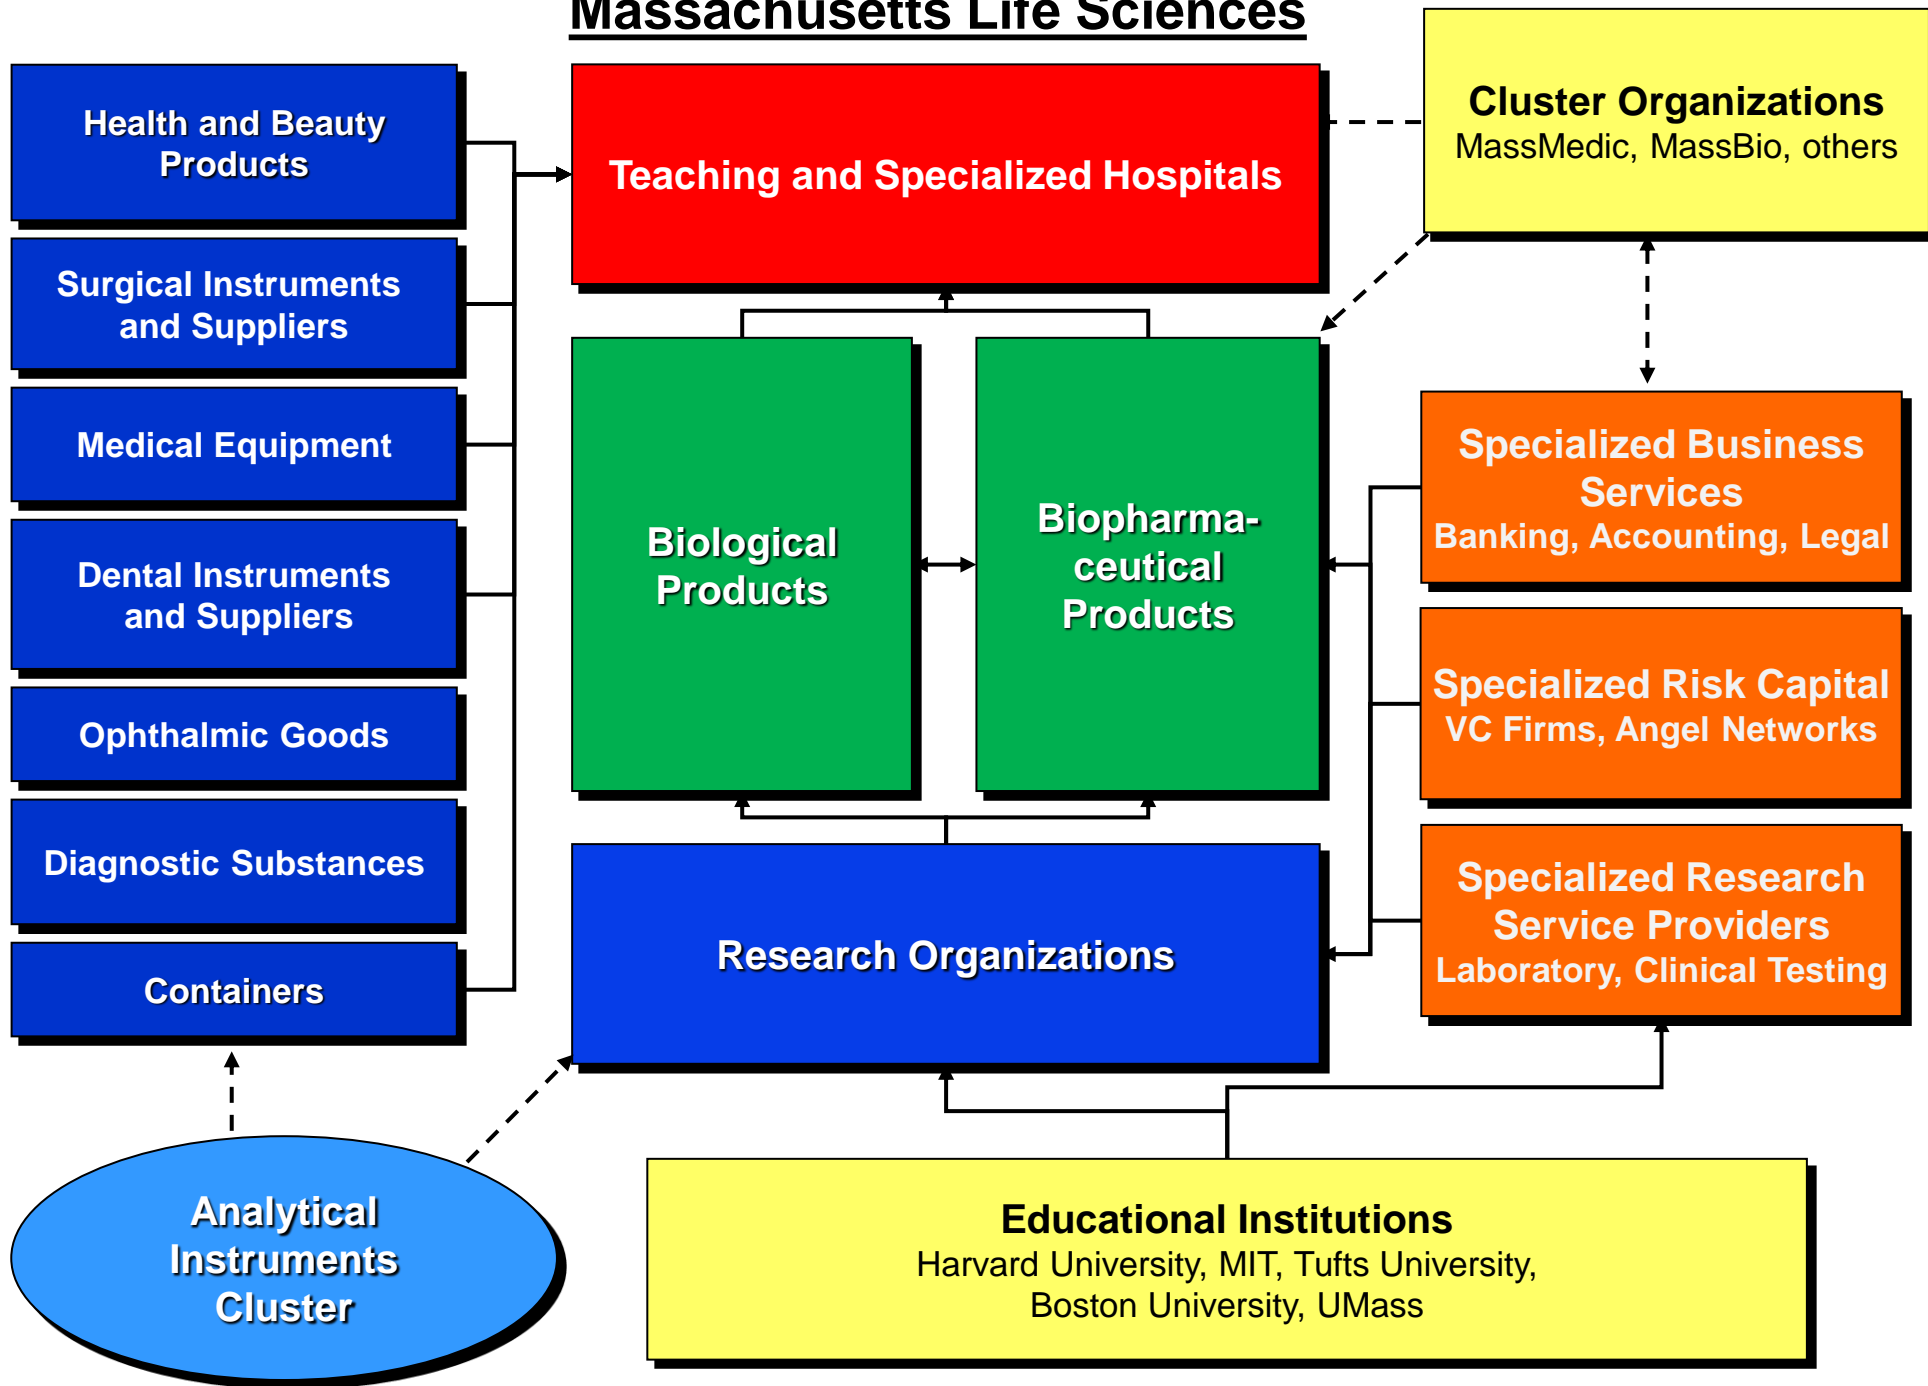 Massachusetts Life Sciences
Health and Beauty
Products
Surgical Instruments
and Suppliers
Medical Equipment
Dental Instruments
and Suppliers
Ophthalmic Goods
Diagnostic Substances
Containers
Analytical
Instruments
Cluster
Teaching and Specialized Hospitals
Biological
Products
Biopharma-
ceutical
Products
Research Organizations
Cluster Organizations
MassMedic, MassBio, others
Specialized Business
Services
Banking, Accounting, Legal
Specialized Risk Capital
VC Firms, Angel Networks
Specialized Research
Service Providers
Laboratory, Clinical Testing
Educational Institutions
Harvard University, MIT, Tufts University,
Boston University, UMass